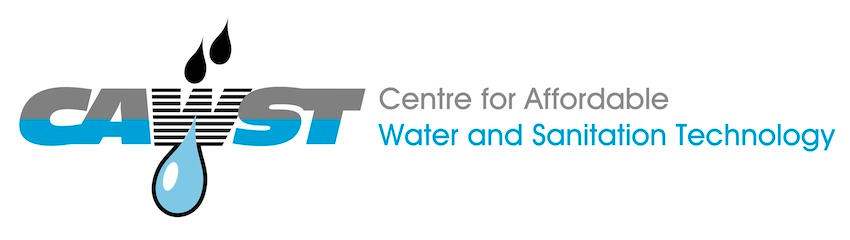 CAWST
Centre for Affordable
Water and Sanitation Technology